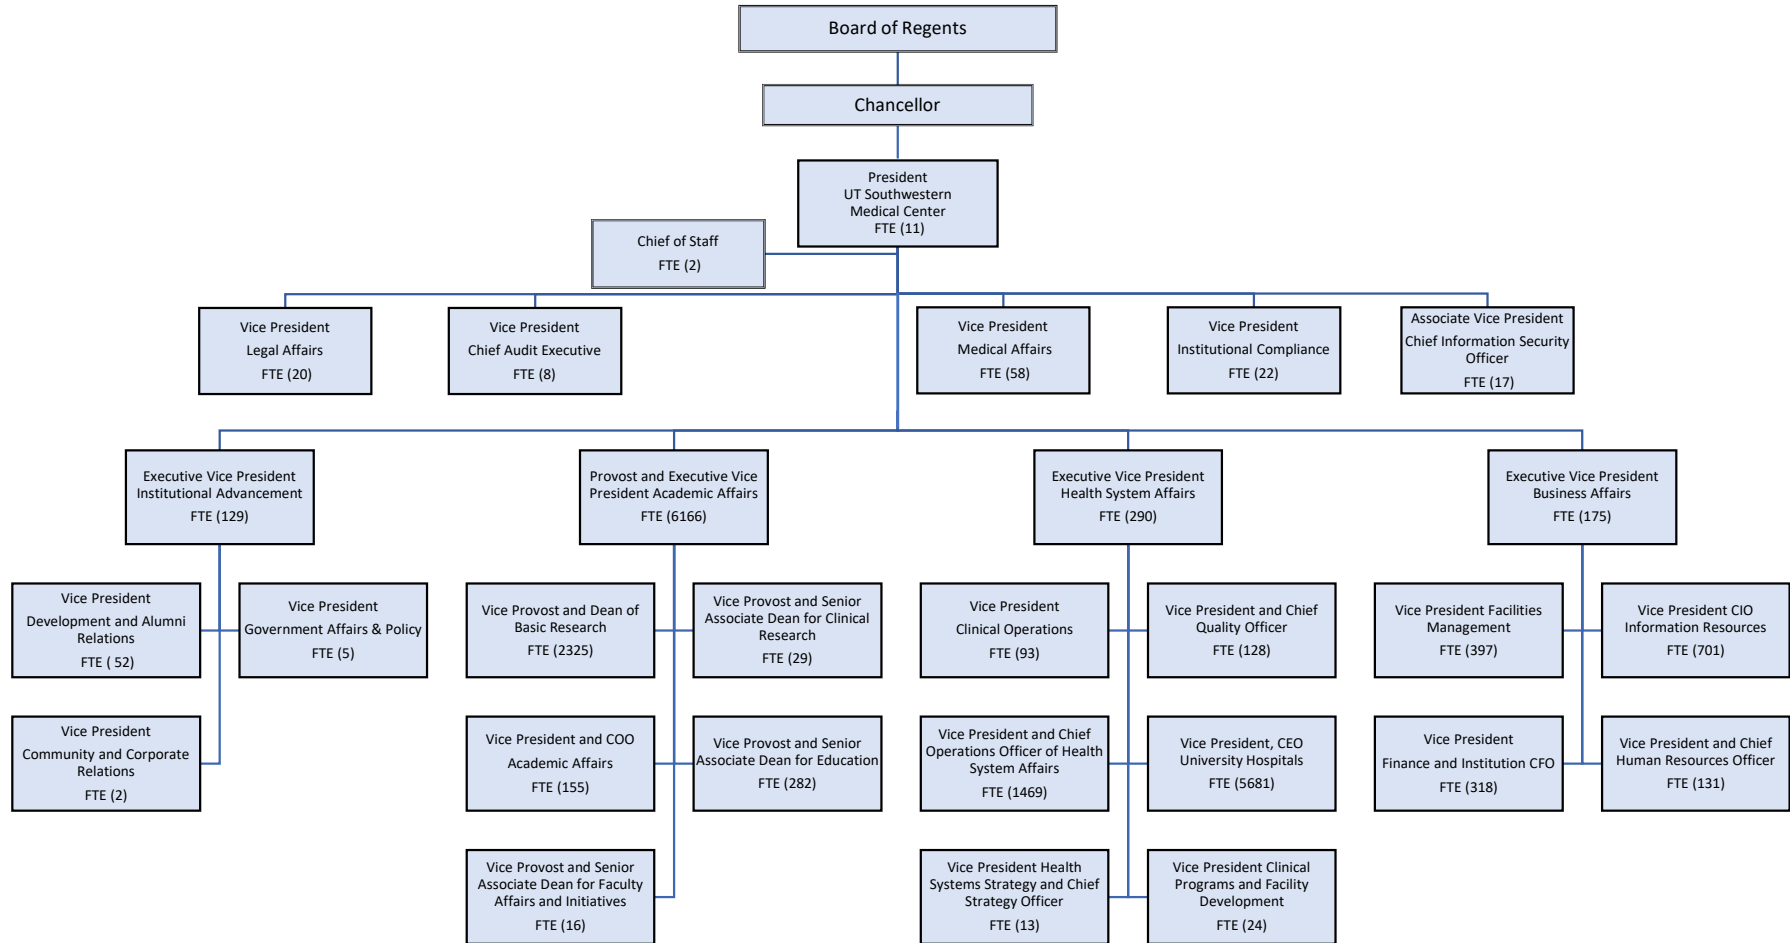 Board of Regents
Chancellor
President
UT Southwestern
Medical Center
FTE (11)
Chief of Staff
FTE (2)
Vice President
Legal Affairs
FTE (20)
Vice President
Chief Audit Executive
FTE (8)
Vice President
Medical Affairs
FTE (58)
Vice President
Institutional Compliance
FTE (22)
Associate Vice President
Chief Information Security
Officer
FTE (17)
Executive Vice President
Institutional Advancement
FTE (129)
Provost and Executive Vice
President Academic Affairs
FTE (6166)
Executive Vice President
Health System Affairs
FTE (290)
Executive Vice President
Business Affairs
FTE (175)
Vice President
Development and Alumni
Relations
FTE ( 52)
Vice President
Government Affairs & Policy
FTE (5)
Vice Provost and Dean of
Basic Research
FTE (2325)
Vice Provost and Senior
Associate Dean for Clinical
Research
FTE (29)
Vice President
Clinical Operations
FTE (93)
Vice President and Chief
Quality Officer
FTE (128)
Vice President Facilities
Management
FTE (397)
Vice President CIO
Information Resources
FTE (701)
Vice President
Community and Corporate
Relations
FTE (2)
Vice President and COO
Academic Affairs
FTE (155)
Vice Provost and Senior
Associate Dean for Education
FTE (282)
Vice President and Chief
Operations Officer of Health
System Affairs
FTE (1469)
Vice President, CEO
University Hospitals
FTE (5681)
Vice President
Finance and Institution CFO
FTE (318)
Vice President and Chief
Human Resources Officer
FTE (131)
Vice Provost and Senior
Associate Dean for Faculty
Affairs and Initiatives
FTE (16)
Vice President Health
Systems Strategy and Chief
Strategy Officer
FTE (13)
Vice President Clinical
Programs and Facility
Development
FTE (24)